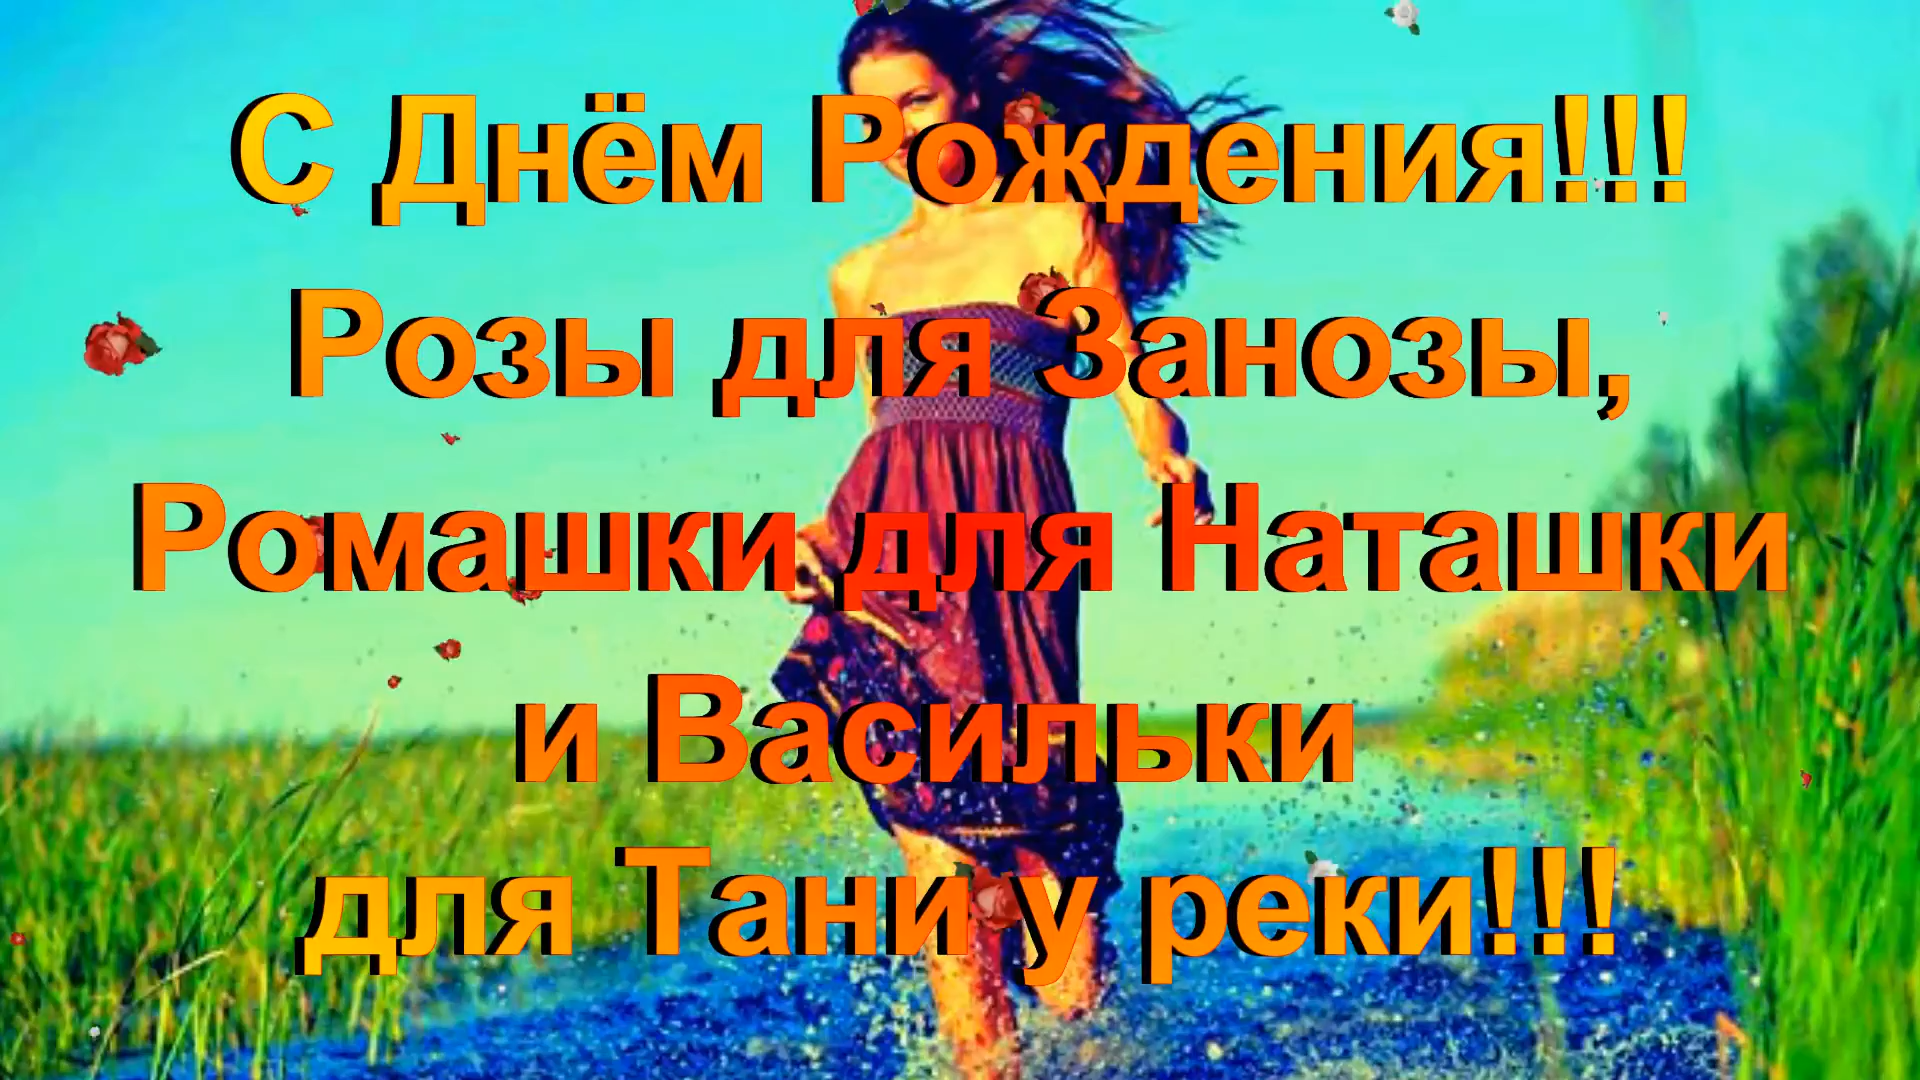 С Днём Рождения!!!
Розы для Занозы,
Ромашки для Наташки
и Васильки
для Тани у реки!!!